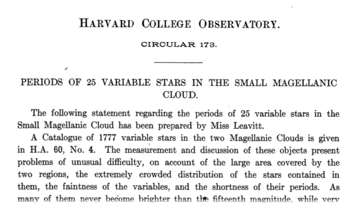 HARVARD COLLEGE OBSERVATORY.
CIRCULAR 173.
PERIODS OF 25 VARIABLE STARS IN THE SMALL MAGELLANIC
CLOUD.
The following statement regarding the periods of 25 variable stars in the
Small Magellanic Cloud has been prepared by Miss Leavitt.
A Catalogue of 1777 variable stars in the two Magellanic Clouds is given
in H.A. 60, No. 4. The measurement and discussion of these objects present
problems of unusual difficulty, on account of the large area covered by the
two regions, the extremely crowded distribution of the stars contained in
them, the faintness of the variables, and the shortness of their periods. As
many of them never become brighter than the fifteenth magnitude, while very